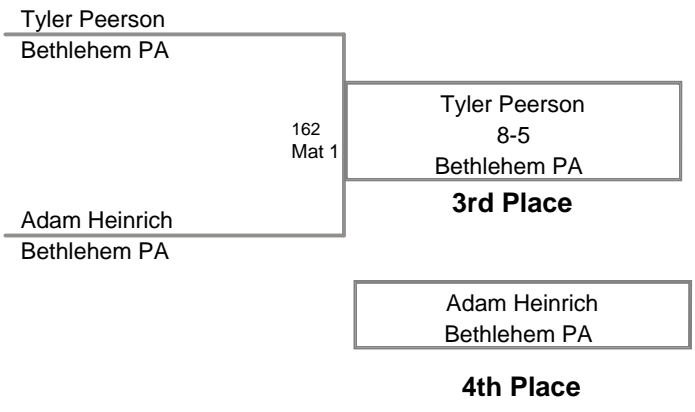 Tyler Peerson
Bethlehem PA
162
Mat 1
Tyler Peerson
8-5
Bethlehem PA
3rd Place
Adam Heinrich
Bethlehem PA
Adam Heinrich
Bethlehem PA
4th Place